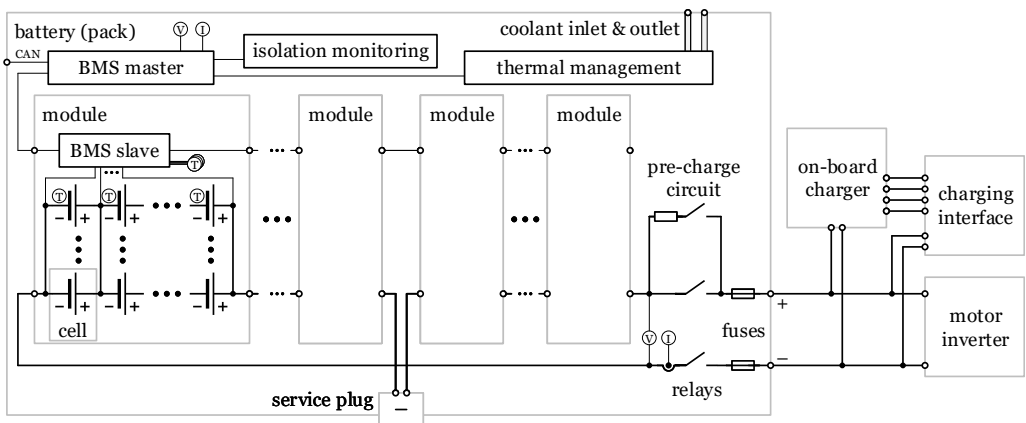 battery (pack)
V I
coolant inlet & outlet
CAN
BMS master
isolation monitoring
thermal management
module
module
module
module
BMS slave
T
T
T
T
− + − + − +
− + − + − +
cell
pre-charge
circuit
on-board
charger
charging
interface
+
fuses
motor
inverter
V I
−
relays
service plug
−